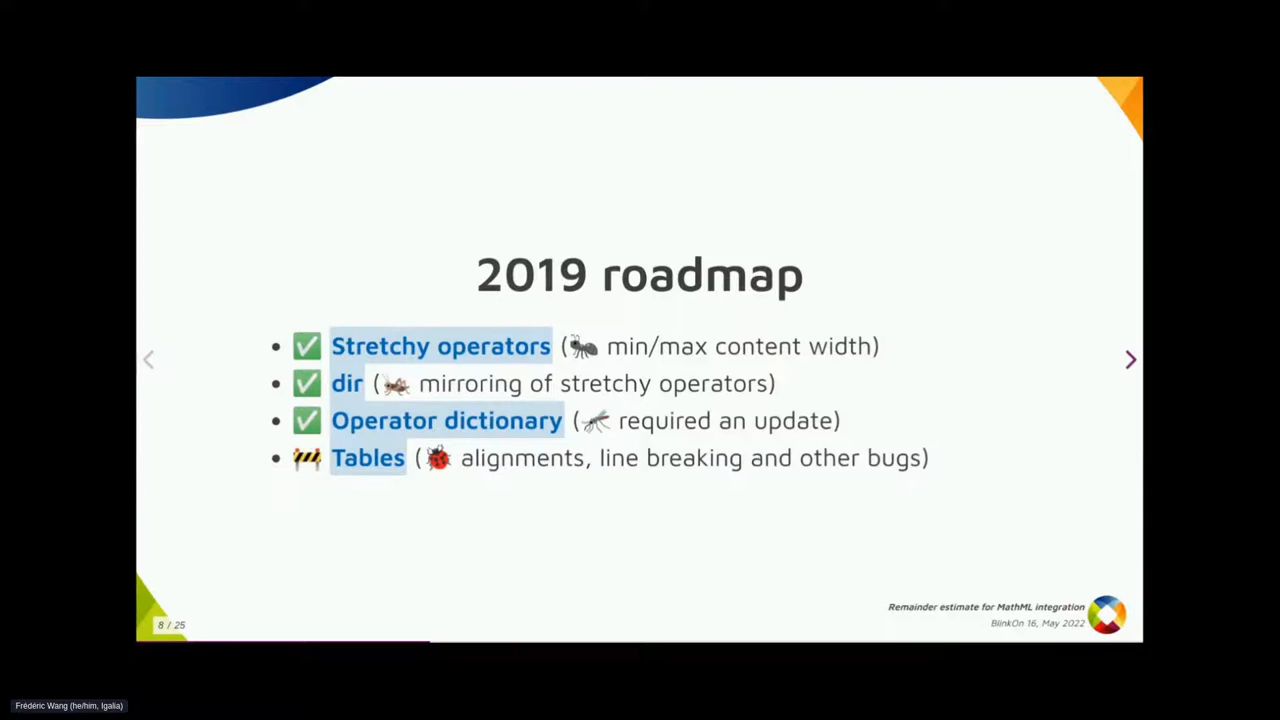 2019 roadmap
✅ Stretchy operators (🐜 min/max content width)
✅ dir (🦗 mirroring of stretchy operators)
✅ Operator dictionary (🦟 required an update)
🚧 Tables (🐞 alignments, line breaking and other bugs)
Remainder estimate for MathML integration
BlinkOn 16, May 2022
8 / 25
Frédéric Wang (he/him, Igalia)